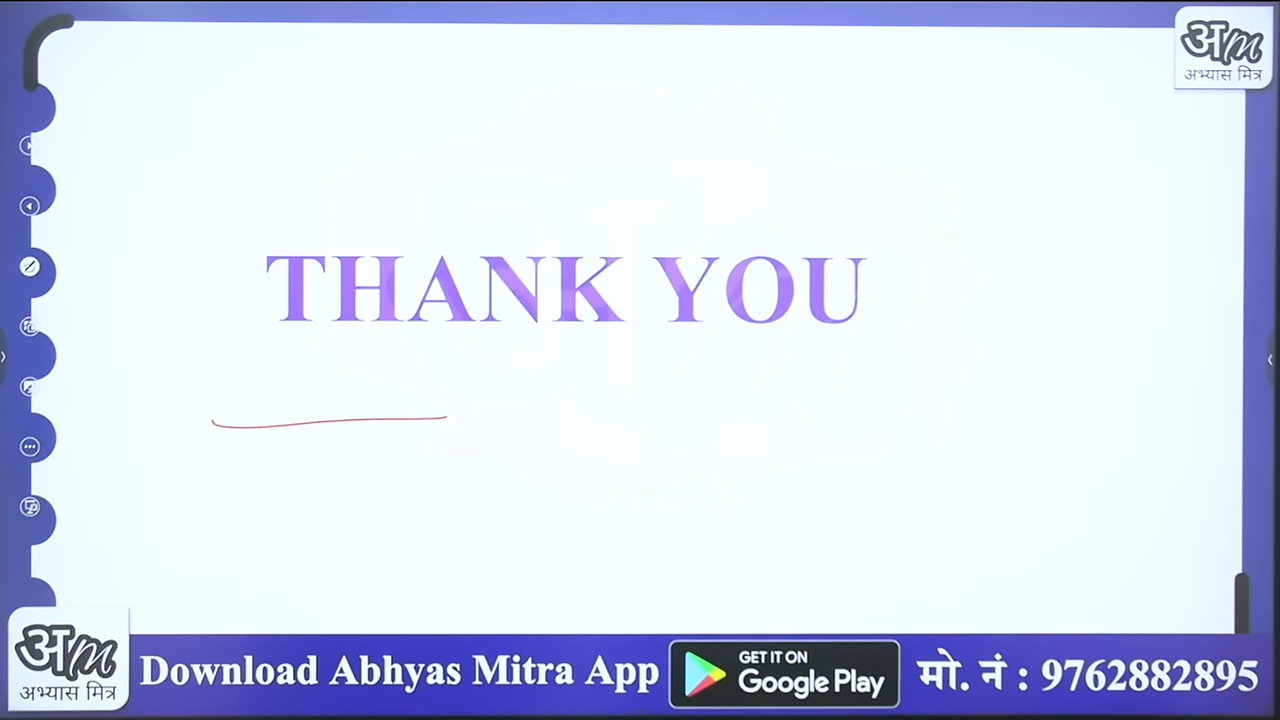 अm
अभ्यास मित्र
THANK YOU
अm
अभ्यास मित्र
Download Abhyas Mitra App
GET IT ON
Google Play
मो. नं : 9762882895